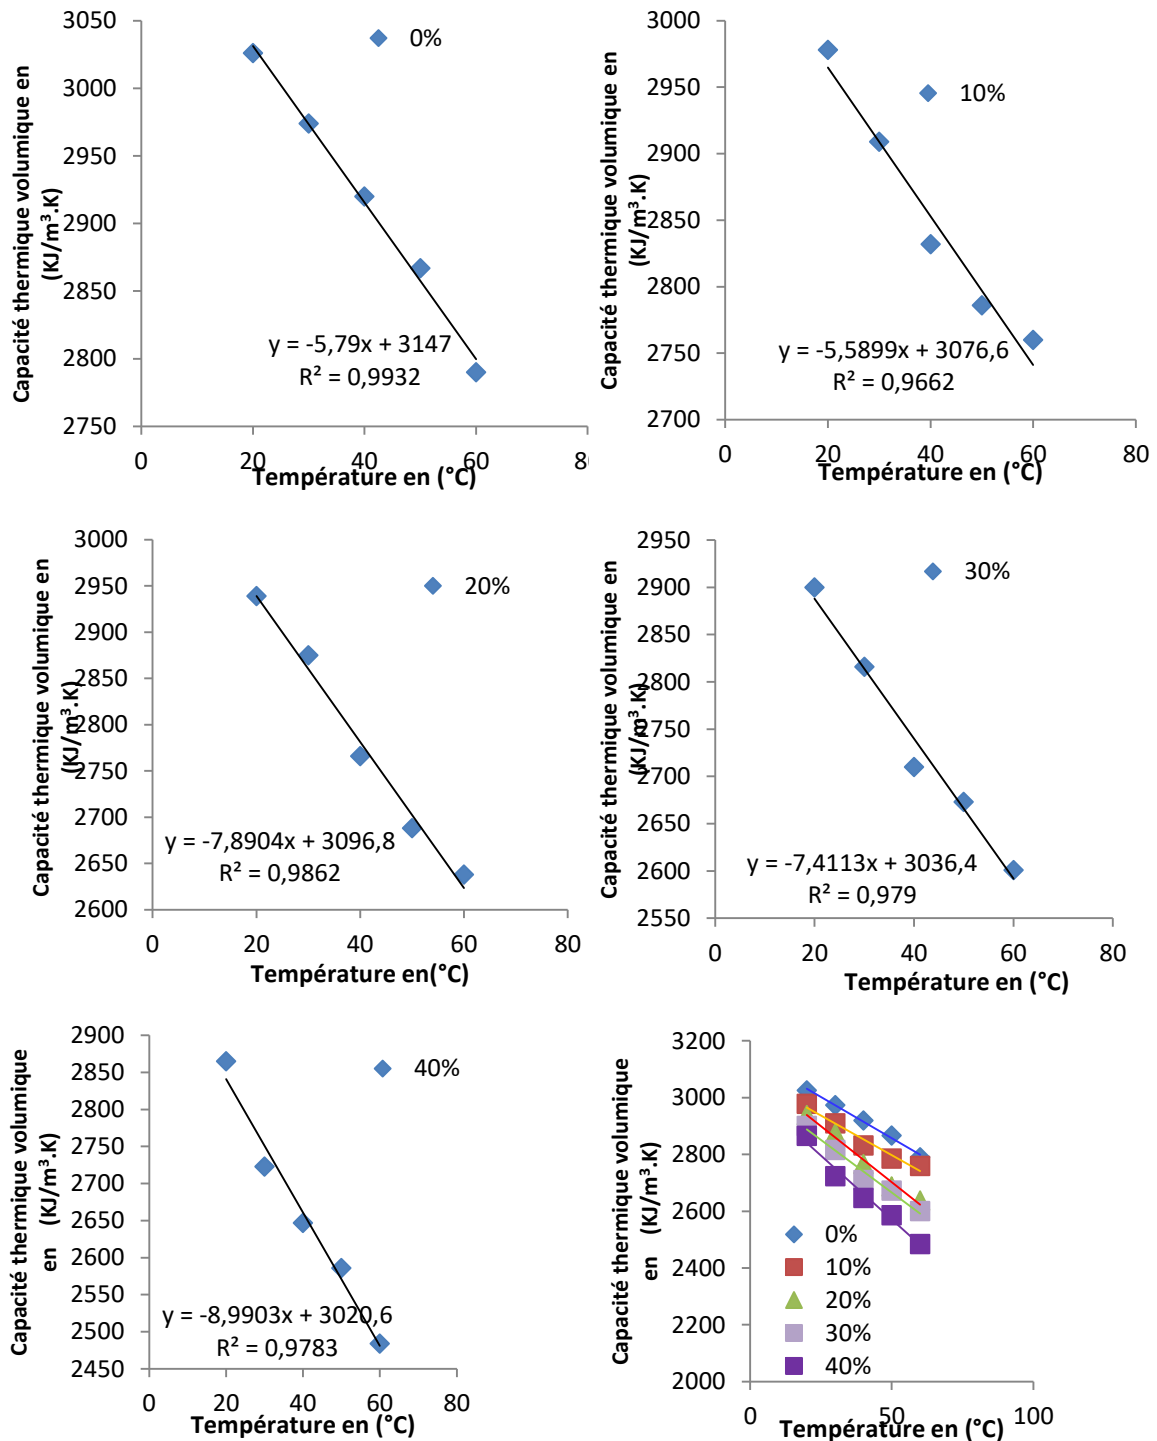 Capacité thermique volumique en
(KJ/m³.K)
3050
3000
2950
2900
2850
2800
2750
0%
y = -5,79x + 3147
R² = 0,9932
0 20 40 60 80
Température en (°C)
Capacité thermique volumique en
(KJ/m³.K)
3000
2950
2900
2850
2800
2750
2700
10%
y = -5,5899x + 3076,6
R² = 0,9662
0 20 40 60 80
Température en (°C)
Capacité thermique volumique en
(KJ/m³.K)
3000
2950
2900
2850
2800
2750
2700
2650
2600
20%
y = -7,8904x + 3096,8
R² = 0,9862
0 20 40 60 80
Température en(°C)
Capacité thermique volumique en
(KJ/m³.K)
2950
2900
2850
2800
2750
2700
2650
2600
2550
30%
y = -7,4113x + 3036,4
R² = 0,979
0 20 40 60 80
Température en (°C)
Capacité thermique volumique
en (KJ/m³.K)
2900
2850
2800
2750
2700
2650
2600
2550
2500
2450
40%
y = -8,9903x + 3020,6
R² = 0,9783
0 20 40 60 80
Température en (°C)
Capacité thermique volumique
en (KJ/m³.K)
3200
3000
2800
2600
2400
2200
2000
0%
10%
20%
30%
40%
0 50 100
Température en (°C)